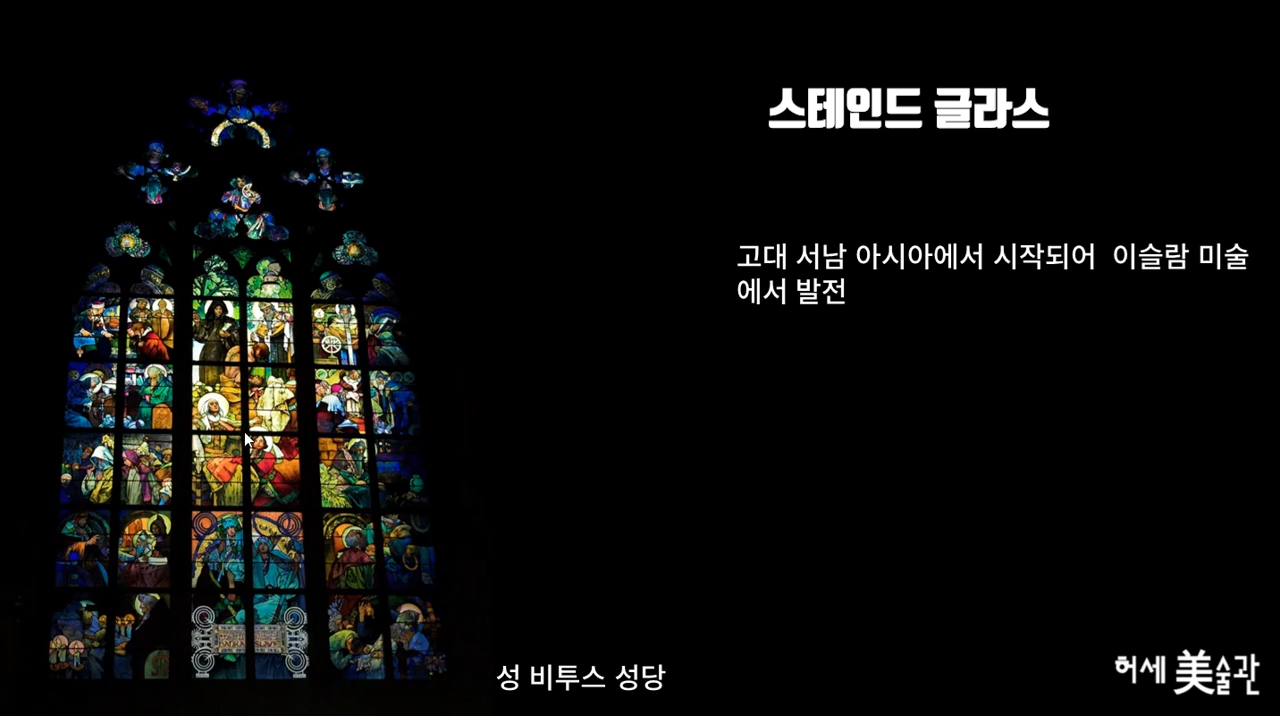 스테인드 글라스
고대 서남 아시아에서 시작되어  이슬람 미술
에서 발전
성 비투스 성당
허세 美술관